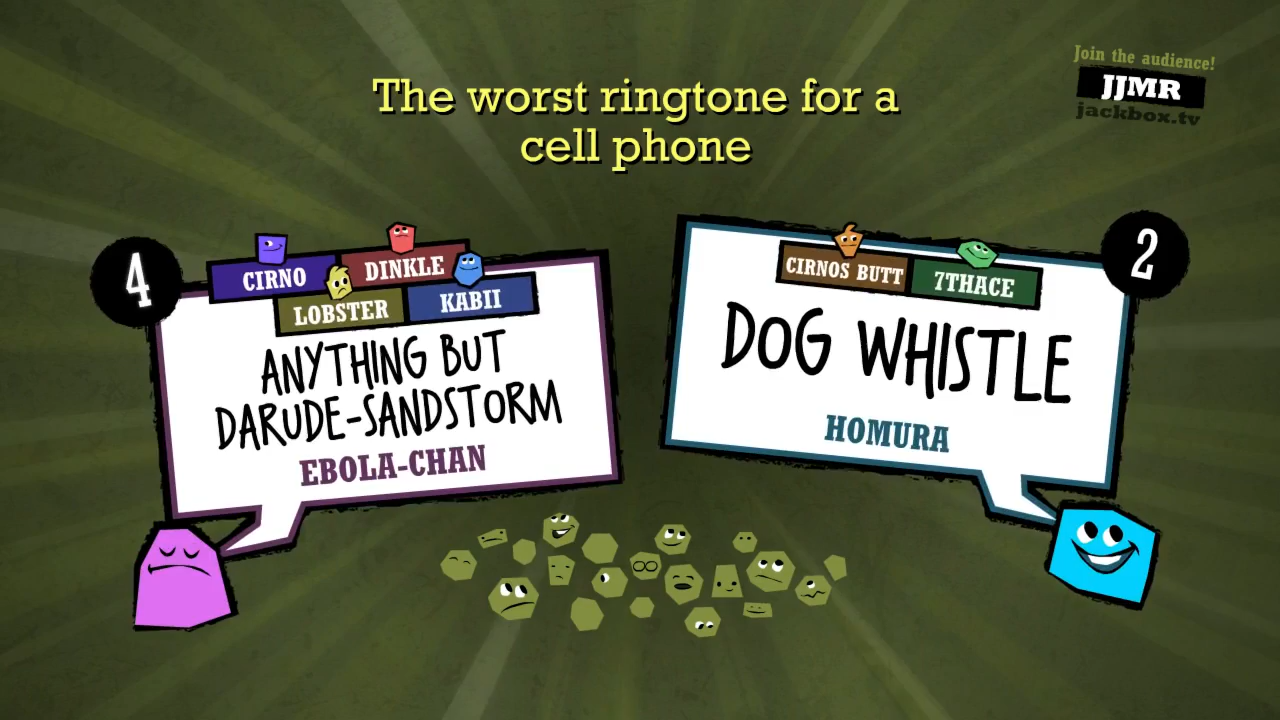 Join the audience!
JJMR
jackbox.tv
The worst ringtone for a
cell phone
4
CIRNO
DINKLE
LOBSTER
KABII
ANYTHING BUT
DARUDE-SANDSTORM
EBOLA-CHAN
2
CIRNOS BUTT
7THACE
DOG WHISTLE
HOMURA